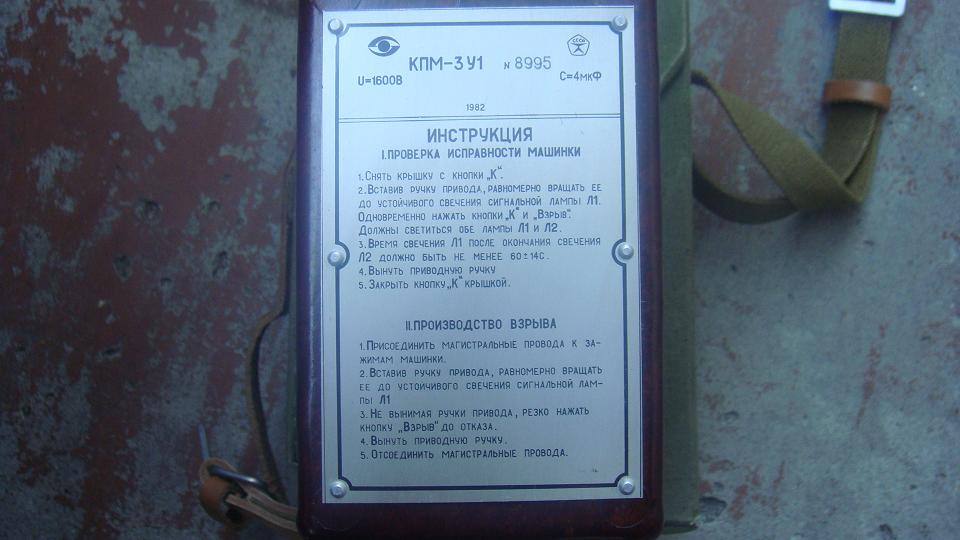 КПМ-3У1 N 8995
СССР
U=1600В C=4мкФ
1982
ИНСТРУКЦИЯ
I.ПРОВЕРКА ИСПРАВНОСТИ МАШИНКИ
1.Снять крышку с кнопки „К“.
2.Вставив ручку привода, равномерно вращать ее
до устойчивого свечения сигнальной лампы Л1.
Одновременно нажать кнопки „К“ и „Взрыв“.
Должны светиться обе лампы Л1 и Л2.
3.Время свечения Л1 после окончания свечения
Л2 должно быть не менее 60±14с.
4.Вынуть приводную ручку
5.Закрыть кнопку „К“ крышкой.
II.ПРОИЗВОДСТВО ВЗРЫВА
1.Присоединить магистральные провода к за-
жимам машинки.
2.Вставив ручку привода, равномерно вращать
ее до устойчивого свечения сигнальной лам-
пы Л1
3.Не вынимая ручки привода, резко нажать
кнопку „Взрыв“ до отказа.
4.Вынуть приводную ручку.
5.Отсоединить магистральные провода.